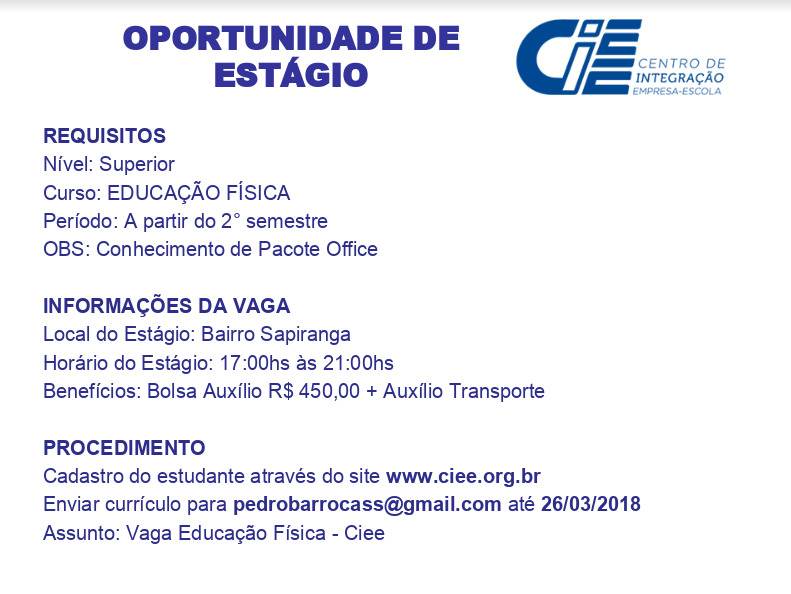 OPORTUNIDADE DE
ESTÁGIO
CIEE
CENTRO DE
INTEGRAÇÃO
EMPRESA-ESCOLA
REQUISITOS
Nível: Superior
Curso: EDUCAÇÃO FÍSICA
Período: A partir do 2° semestre
OBS: Conhecimento de Pacote Office
INFORMAÇÕES DA VAGA
Local do Estágio: Bairro Sapiranga
Horário do Estágio: 17:00hs às 21:00hs
Benefícios: Bolsa Auxílio R$ 450,00 + Auxílio Transporte
PROCEDIMENTO
Cadastro do estudante através do site www.ciee.org.br
Enviar currículo para pedrobarrocass@gmail.com até 26/03/2018
Assunto: Vaga Educação Física - Ciee